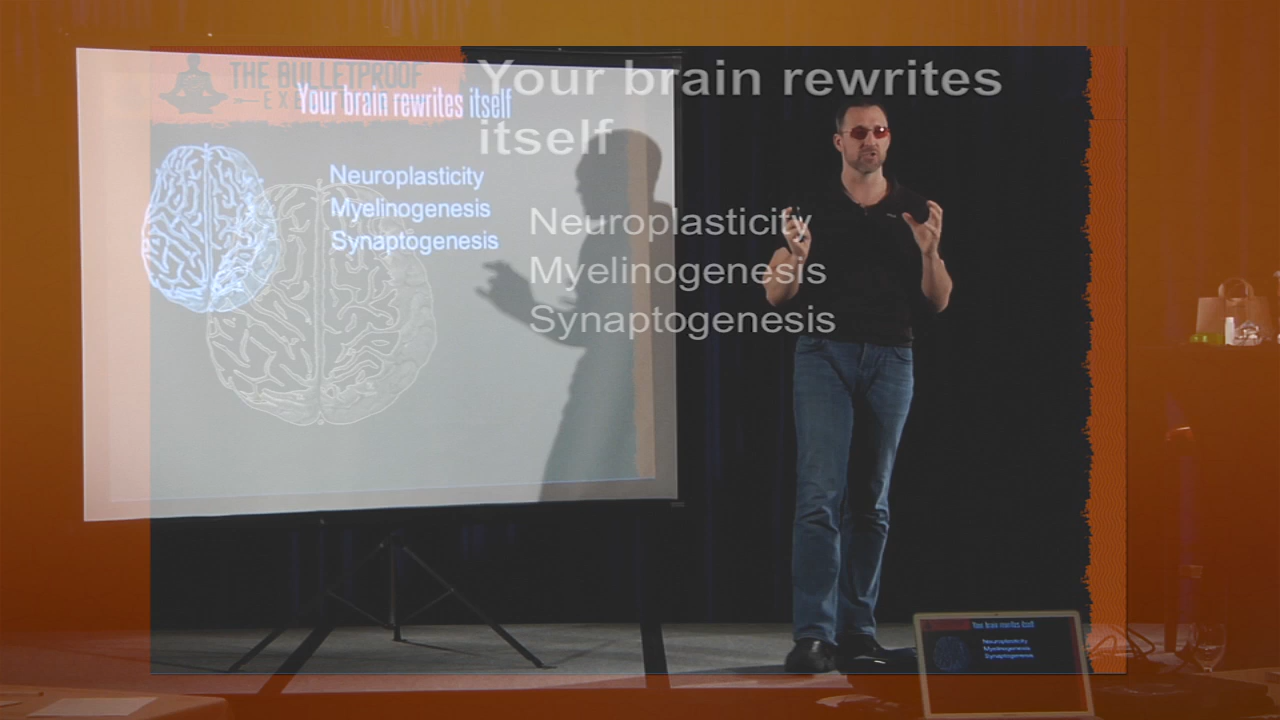 THE BULLETPROOF
Your brain rewrites itself
Neuroplasticity
Myelinogenesis
Synaptogenesis
Your brain rewrites
itself
Neuroplasticity
Myelinogenesis
Synaptogenesis
Your brain rewrites itself
Neuroplasticity
Myelinogenesis
Synaptogenesis